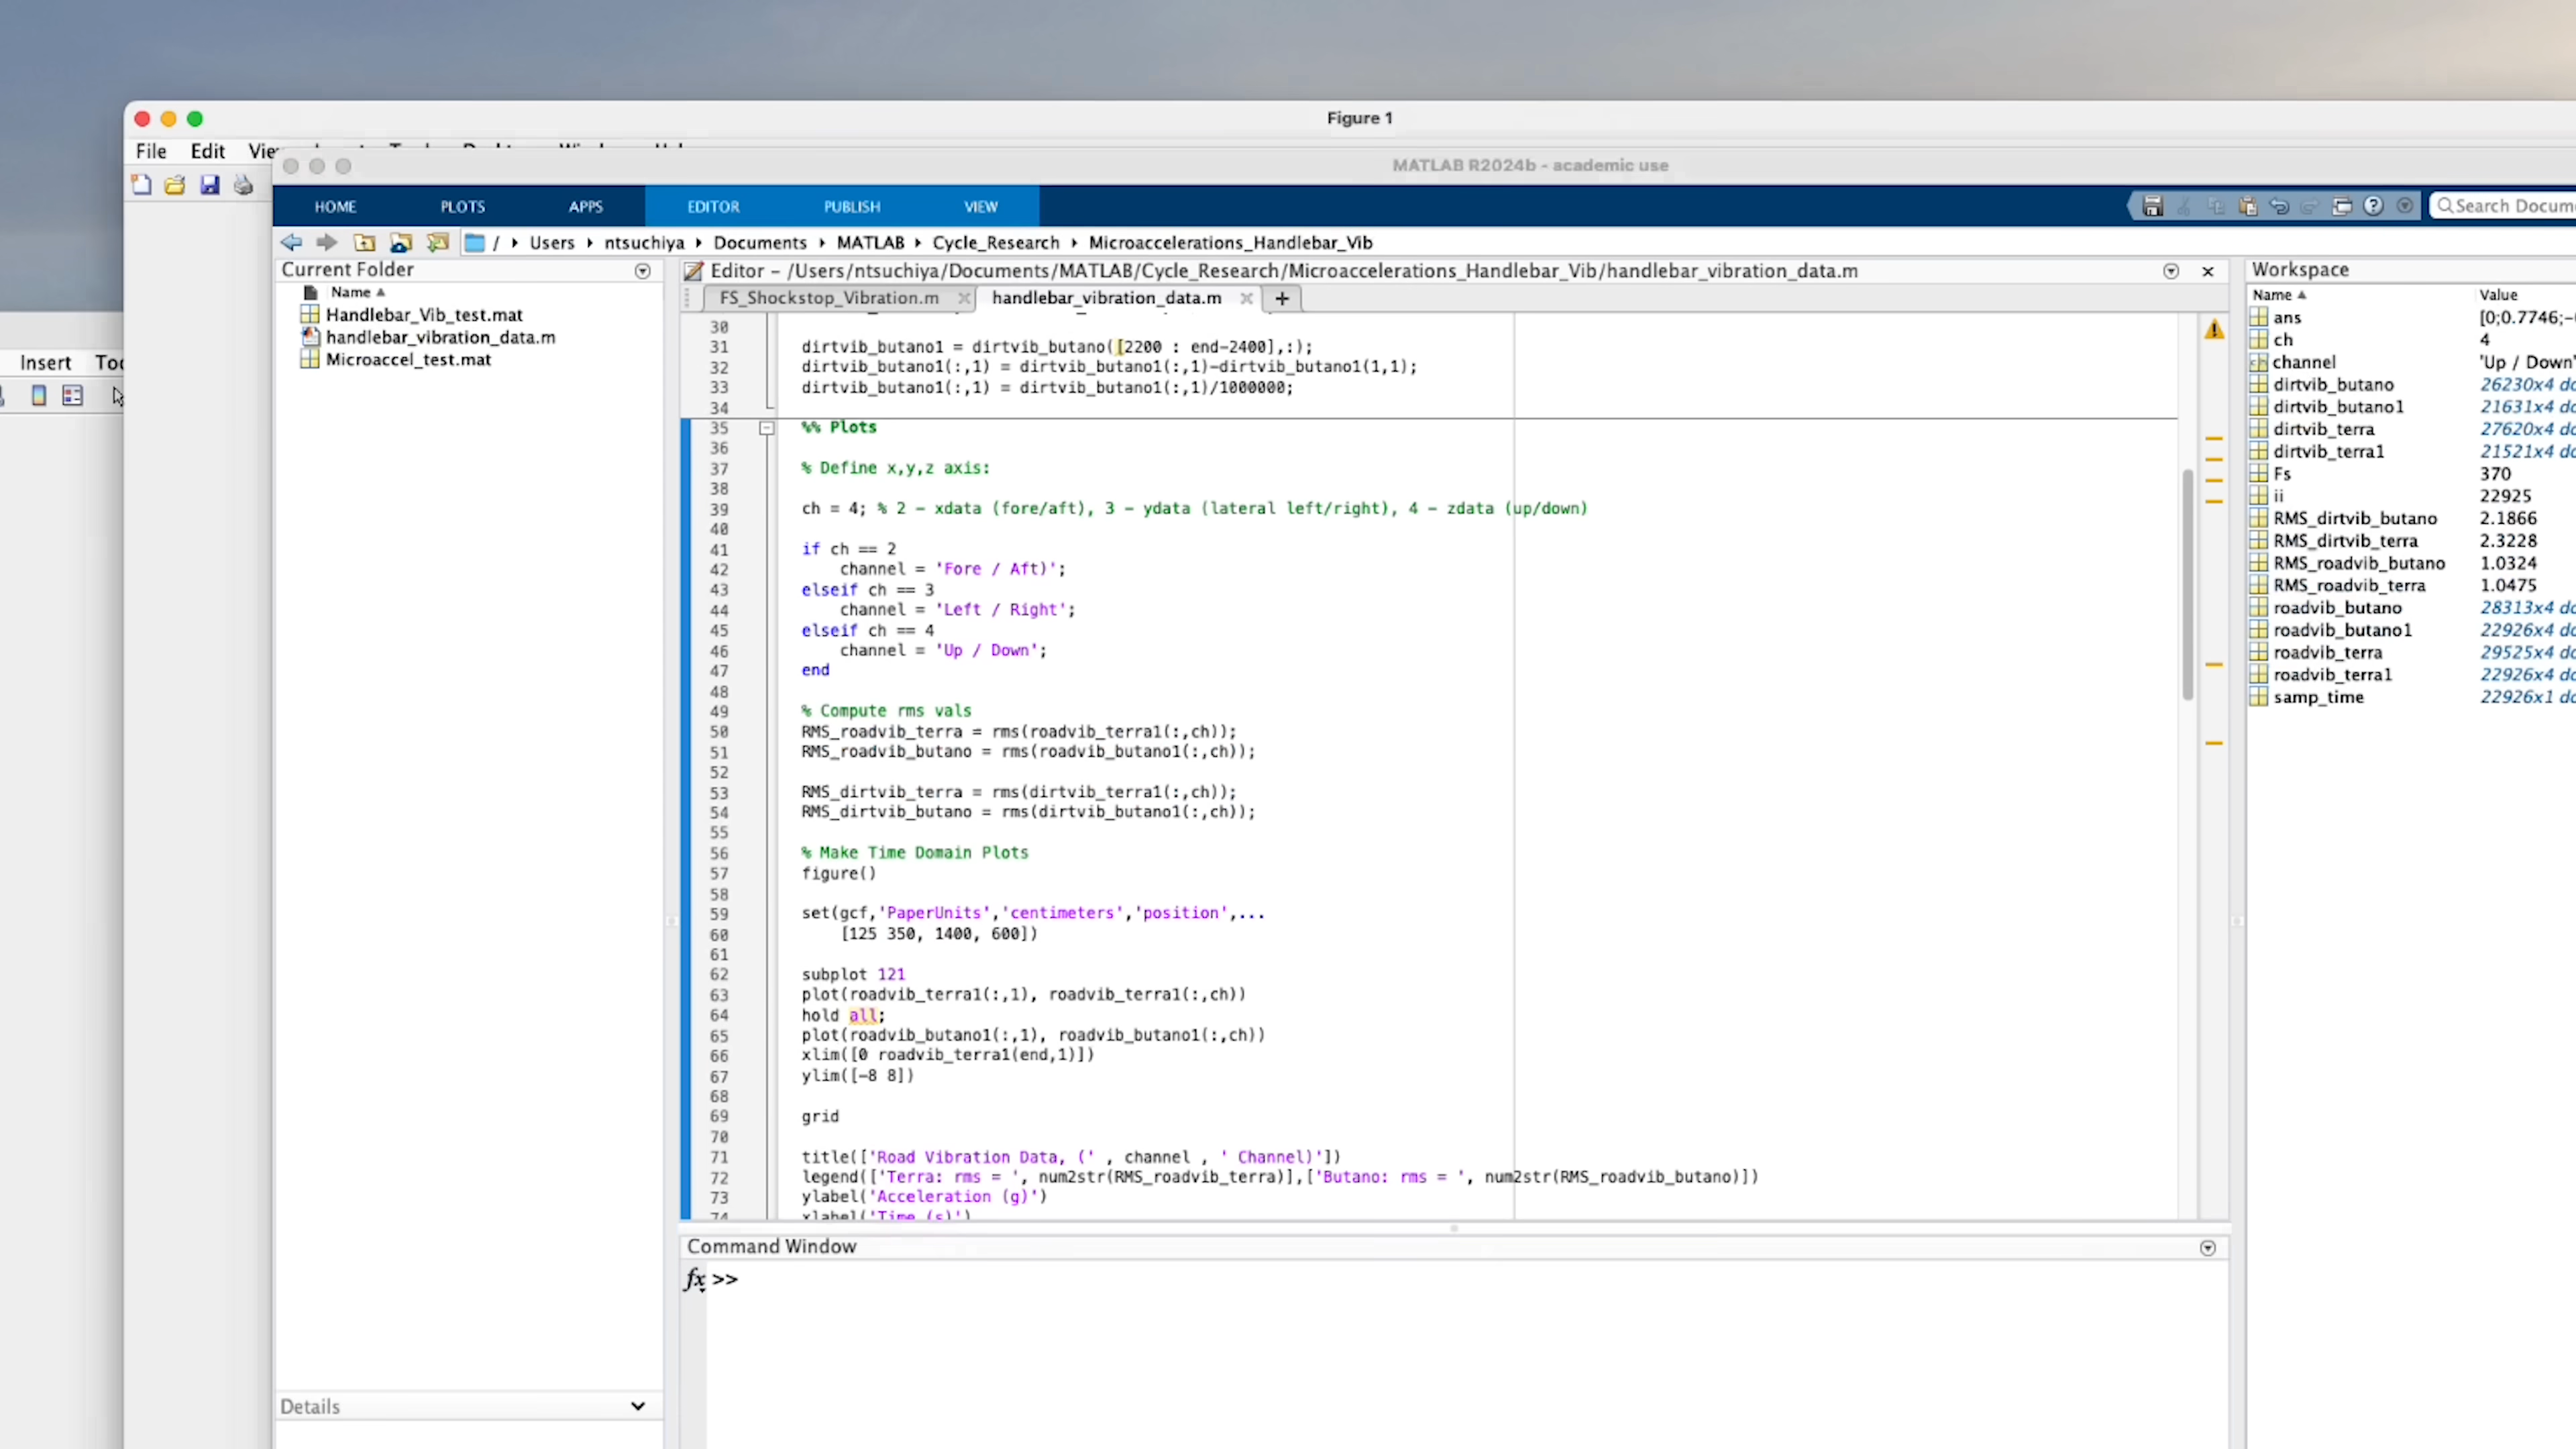 Figure 1
File Edit
MATLAB R2024b - academic use
HOME PLOTS APPS EDITOR PUBLISH VIEW
Search Docume
/ ▸ Users ▸ ntsuchiya ▸ Documents ▸ MATLAB ▸ Cycle_Research ▸ Microaccelerations_Handlebar_Vib
Current Folder
Name
Handlebar_Vib_test.mat
handlebar_vibration_data.m
Microaccel_test.mat
Details
Insert
Editor - /Users/ntsuchiya/Documents/MATLAB/Cycle_Research/Microaccelerations_Handlebar_Vib/handlebar_vibration_data.m
FS_Shockstop_Vibration.m handlebar_vibration_data.m +
30
31 dirtvib_butano1 = dirtvib_butano([2200 : end-2400],:);
32 dirtvib_butano1(:,1) = dirtvib_butano1(:,1)-dirtvib_butano1(1,1);
33 dirtvib_butano1(:,1) = dirtvib_butano1(:,1)/1000000;
34
35 %% Plots
36
37 % Define x,y,z axis:
38
39 ch = 4; % 2 - xdata (fore/aft), 3 - ydata (lateral left/right), 4 - zdata (up/down)
40
41 if ch == 2
42 channel = 'Fore / Aft)';
43 elseif ch == 3
44 channel = 'Left / Right';
45 elseif ch == 4
46 channel = 'Up / Down';
47 end
48
49 % Compute rms vals
50 RMS_roadvib_terra = rms(roadvib_terra1(:,ch));
51 RMS_roadvib_butano = rms(roadvib_butano1(:,ch));
52
53 RMS_dirtvib_terra = rms(dirtvib_terra1(:,ch));
54 RMS_dirtvib_butano = rms(dirtvib_butano1(:,ch));
55
56 % Make Time Domain Plots
57 figure()
58
59 set(gcf,'PaperUnits','centimeters','position',...
60 [125 350, 1400, 600])
61
62 subplot 121
63 plot(roadvib_terra1(:,1), roadvib_terra1(:,ch))
64 hold all;
65 plot(roadvib_butano1(:,1), roadvib_butano1(:,ch))
66 xlim([0 roadvib_terra1(end,1)])
67 ylim([-8 8])
68
69 grid
70
71 title(['Road Vibration Data, (' , channel , ' Channel)'])
72 legend(['Terra: rms = ', num2str(RMS_roadvib_terra)],['Butano: rms = ', num2str(RMS_roadvib_butano)])
73 ylabel('Acceleration (g)')
74 xlabel('Time (s)')
Command Window
fx >>
Workspace
Name Value
ans [0;0.7746;-
ch 4
channel 'Up / Down'
dirtvib_butano 26230x4 do
dirtvib_butano1 21631x4 do
dirtvib_terra 27620x4 do
dirtvib_terra1 21521x4 do
Fs 370
ii 22925
RMS_dirtvib_butano 2.1866
RMS_dirtvib_terra 2.3228
RMS_roadvib_butano 1.0324
RMS_roadvib_terra 1.0475
roadvib_butano 28313x4 do
roadvib_butano1 22926x4 do
roadvib_terra 29525x4 do
roadvib_terra1 22926x4 do
samp_time 22926x1 do